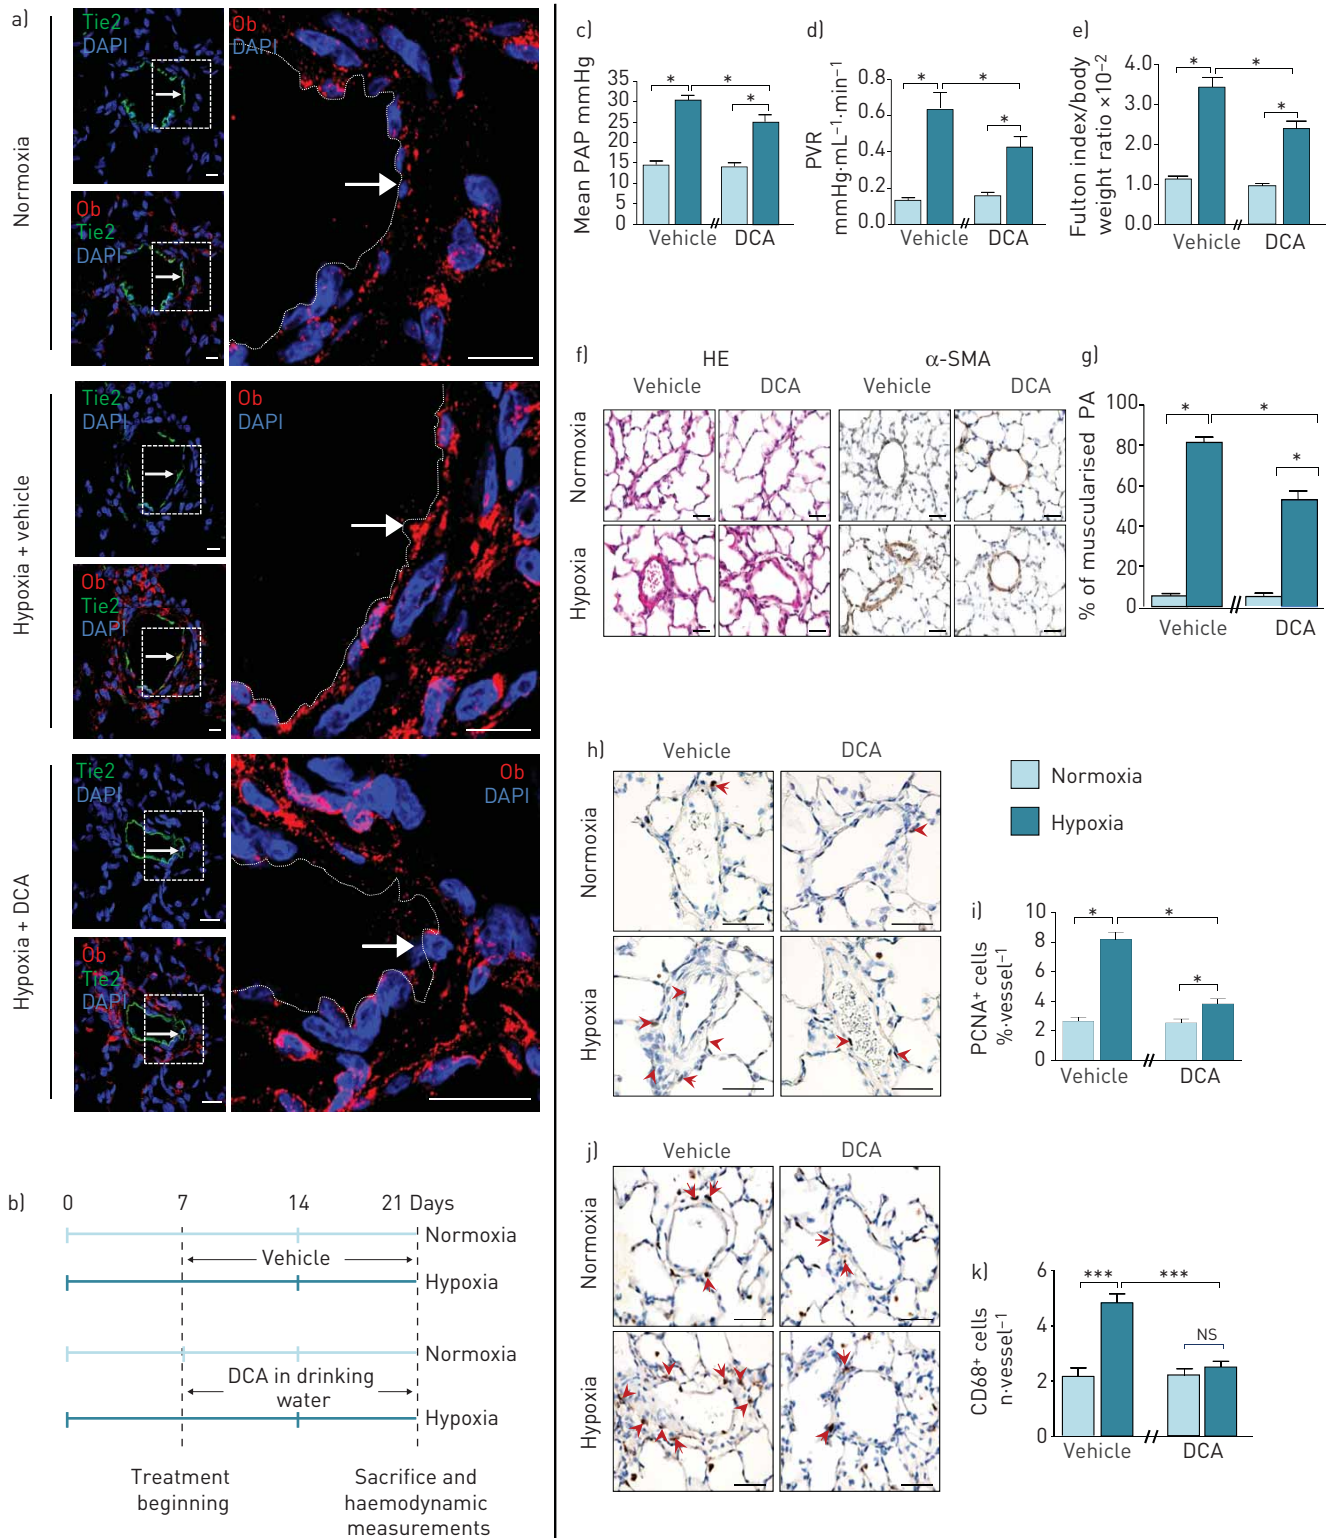 a)
Normoxia
Tie2
DAPI
Ob
Tie2
DAPI
Ob
DAPI
Hypoxia + vehicle
Tie2
DAPI
Ob
Tie2
DAPI
Ob
DAPI
Hypoxia + DCA
Tie2
DAPI
Ob
Tie2
DAPI
Ob
DAPI
b)
0 7 14 21 Days
Normoxia
Vehicle
Hypoxia
Normoxia
DCA in drinking
water
Hypoxia
Treatment
beginning
Sacrifice and
haemodynamic
measurements
c)
Mean PAP mmHg
35
30
25
20
15
10
5
0
* * *
Vehicle DCA
d)
PVR
mmHg·mL⁻¹·min⁻¹
0.8
0.6
0.4
0.2
0.0
* * *
Vehicle DCA
e)
Fulton index/body
weight ratio ×10⁻²
4.0
3.0
2.0
1.0
0.0
* * *
Vehicle DCA
f)
HE α-SMA
Vehicle DCA Vehicle DCA
Normoxia
Hypoxia
g)
% of muscularised PA
100
80
60
40
20
0
* * *
Vehicle DCA
h)
Vehicle DCA
Normoxia
Hypoxia
Normoxia
Hypoxia
i)
PCNA⁺ cells
%·vessel⁻¹
10
8
6
4
2
0
* * *
Vehicle DCA
j)
Vehicle DCA
Normoxia
Hypoxia
k)
CD68⁺ cells
n·vessel⁻¹
6
4
2
0
*** ***
NS
Vehicle DCA